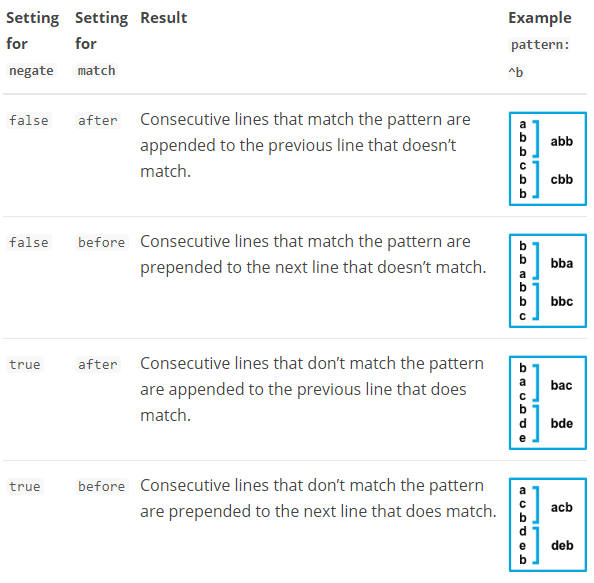 Setting Setting Result Example
for for pattern:
negate match ^b
false after Consecutive lines that match the pattern are
appended to the previous line that doesn’t
match.
a
b
b
c
b
b
abb
cbb
false before Consecutive lines that match the pattern are
prepended to the next line that doesn’t match.
b
b
a
b
b
c
bba
bbc
true after Consecutive lines that don’t match the pattern
are appended to the previous line that does
match.
b
a
c
b
d
e
bac
bde
true before Consecutive lines that don’t match the pattern
are prepended to the next line that does match.
a
c
b
d
e
b
acb
deb